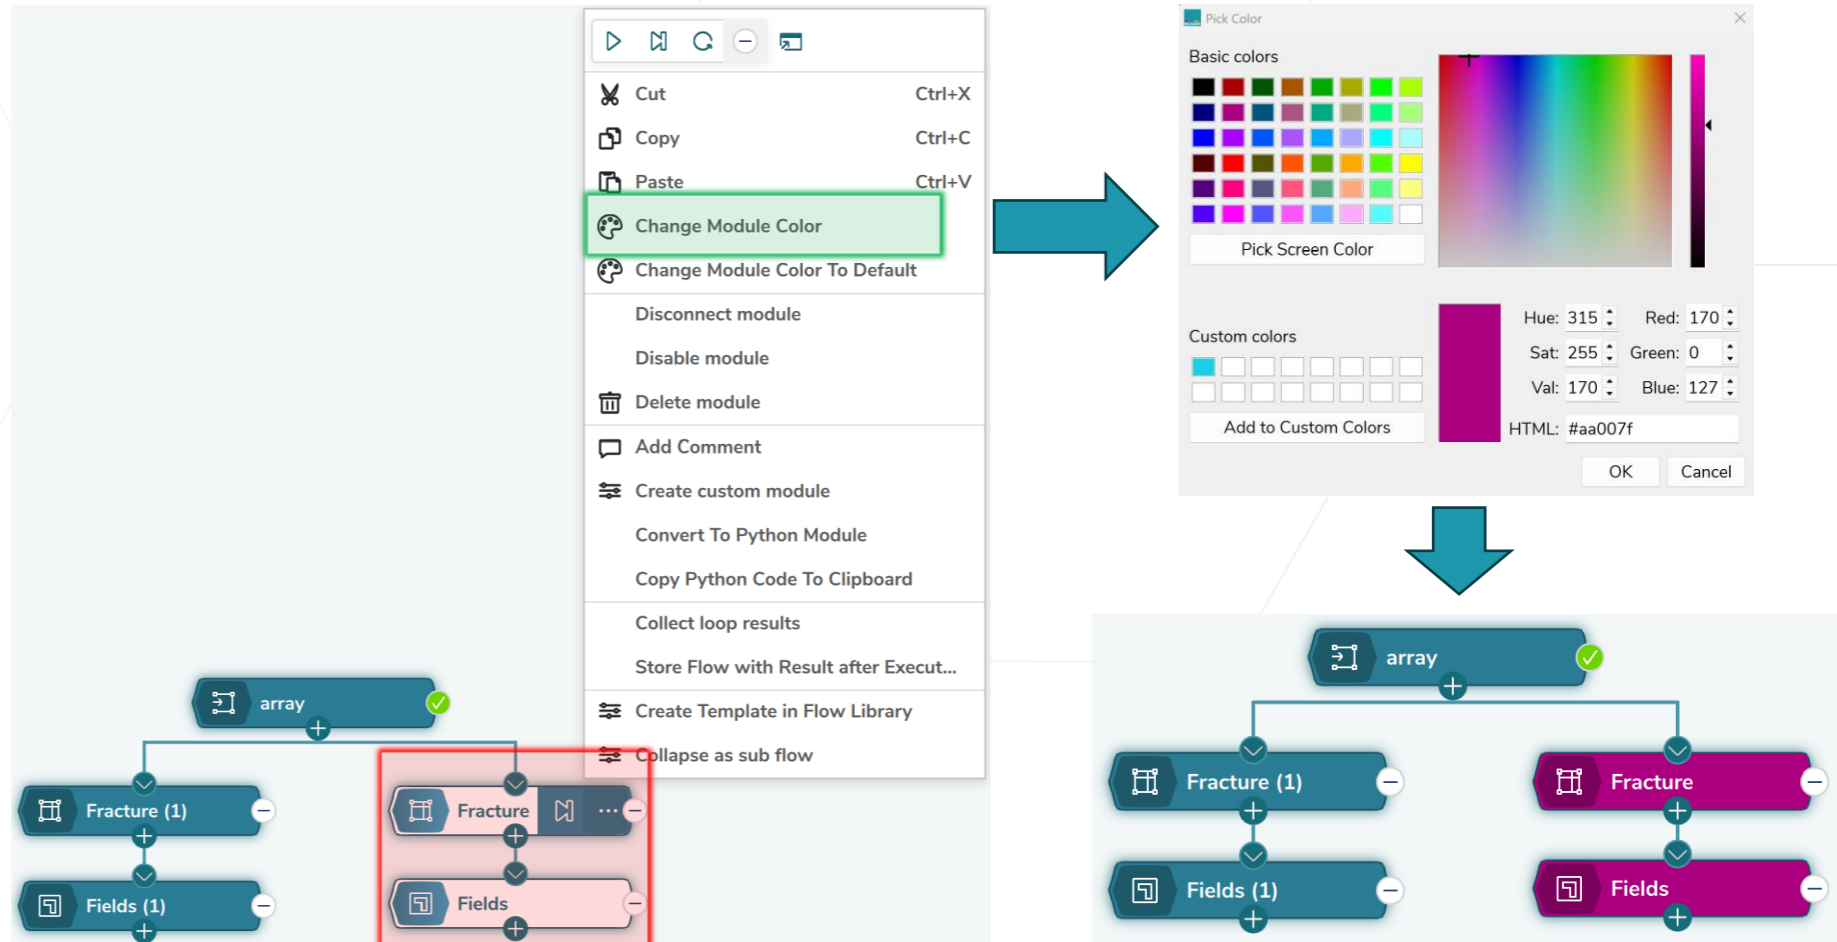 Cut Ctrl+X
Copy Ctrl+C
Paste Ctrl+V
Change Module Color
Change Module Color To Default
Disconnect module
Disable module
Delete module
Add Comment
Create custom module
Convert To Python Module
Copy Python Code To Clipboard
Collect loop results
Store Flow with Result after Execut...
Create Template in Flow Library
Collapse as sub flow
array
Fracture (1)
Fracture
Fields (1)
Fields
Pick Color
Basic colors
Pick Screen Color
Custom colors
Add to Custom Colors
Hue: 315 Red: 170
Sat: 255 Green: 0
Val: 170 Blue: 127
HTML: #aa007f
OK Cancel
array
Fracture (1)
Fracture
Fields (1)
Fields